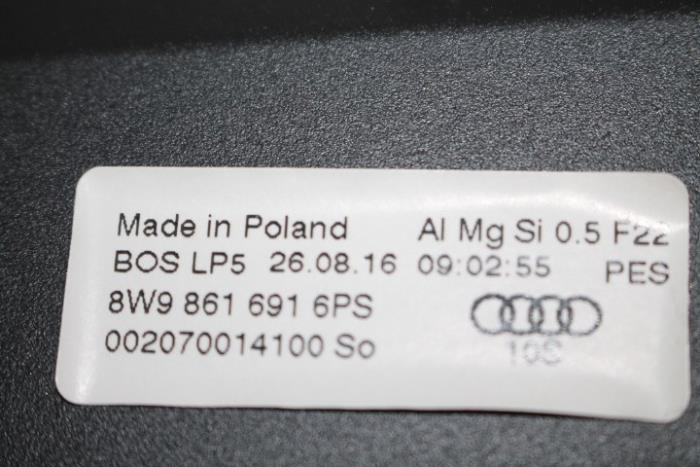 Made in Poland Al Mg Si 0.5 F22
BOS LP5 26.08.16 09:02:55 PES
8W9 861 691 6PS
002070014100 So
10S